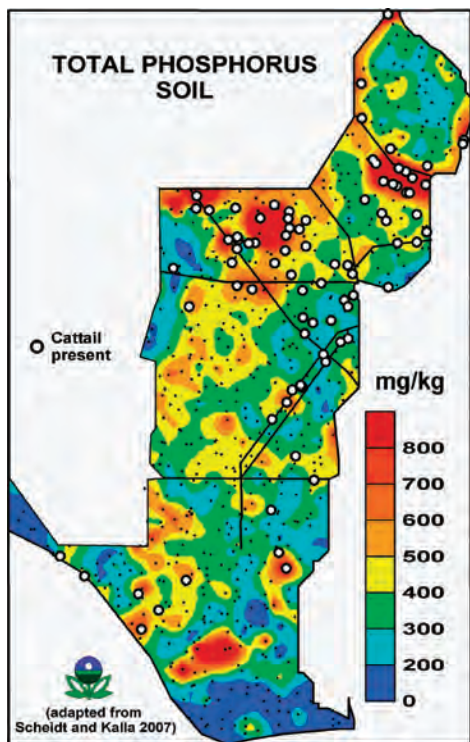 TOTAL PHOSPHORUS
SOIL
Cattail
present
mg/kg
800
700
600
500
400
300
200
0
(adapted from
Scheidt and Kalla 2007)